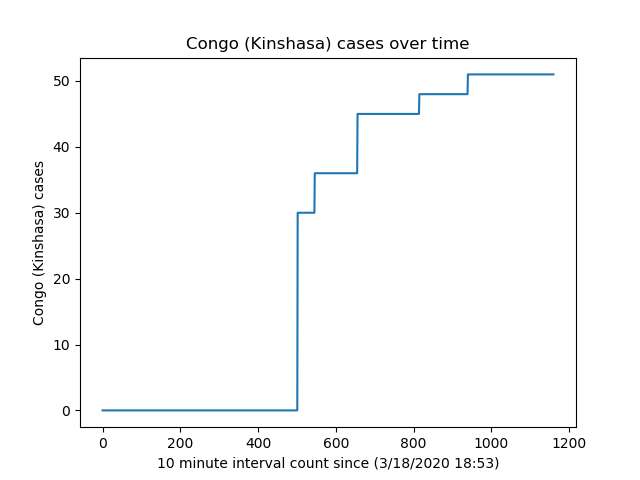 Congo (Kinshasa) cases over time
Congo (Kinshasa) cases
50
40
30
20
10
0
0 200 400 600 800 1000 1200
10 minute interval count since (3/18/2020 18:53)